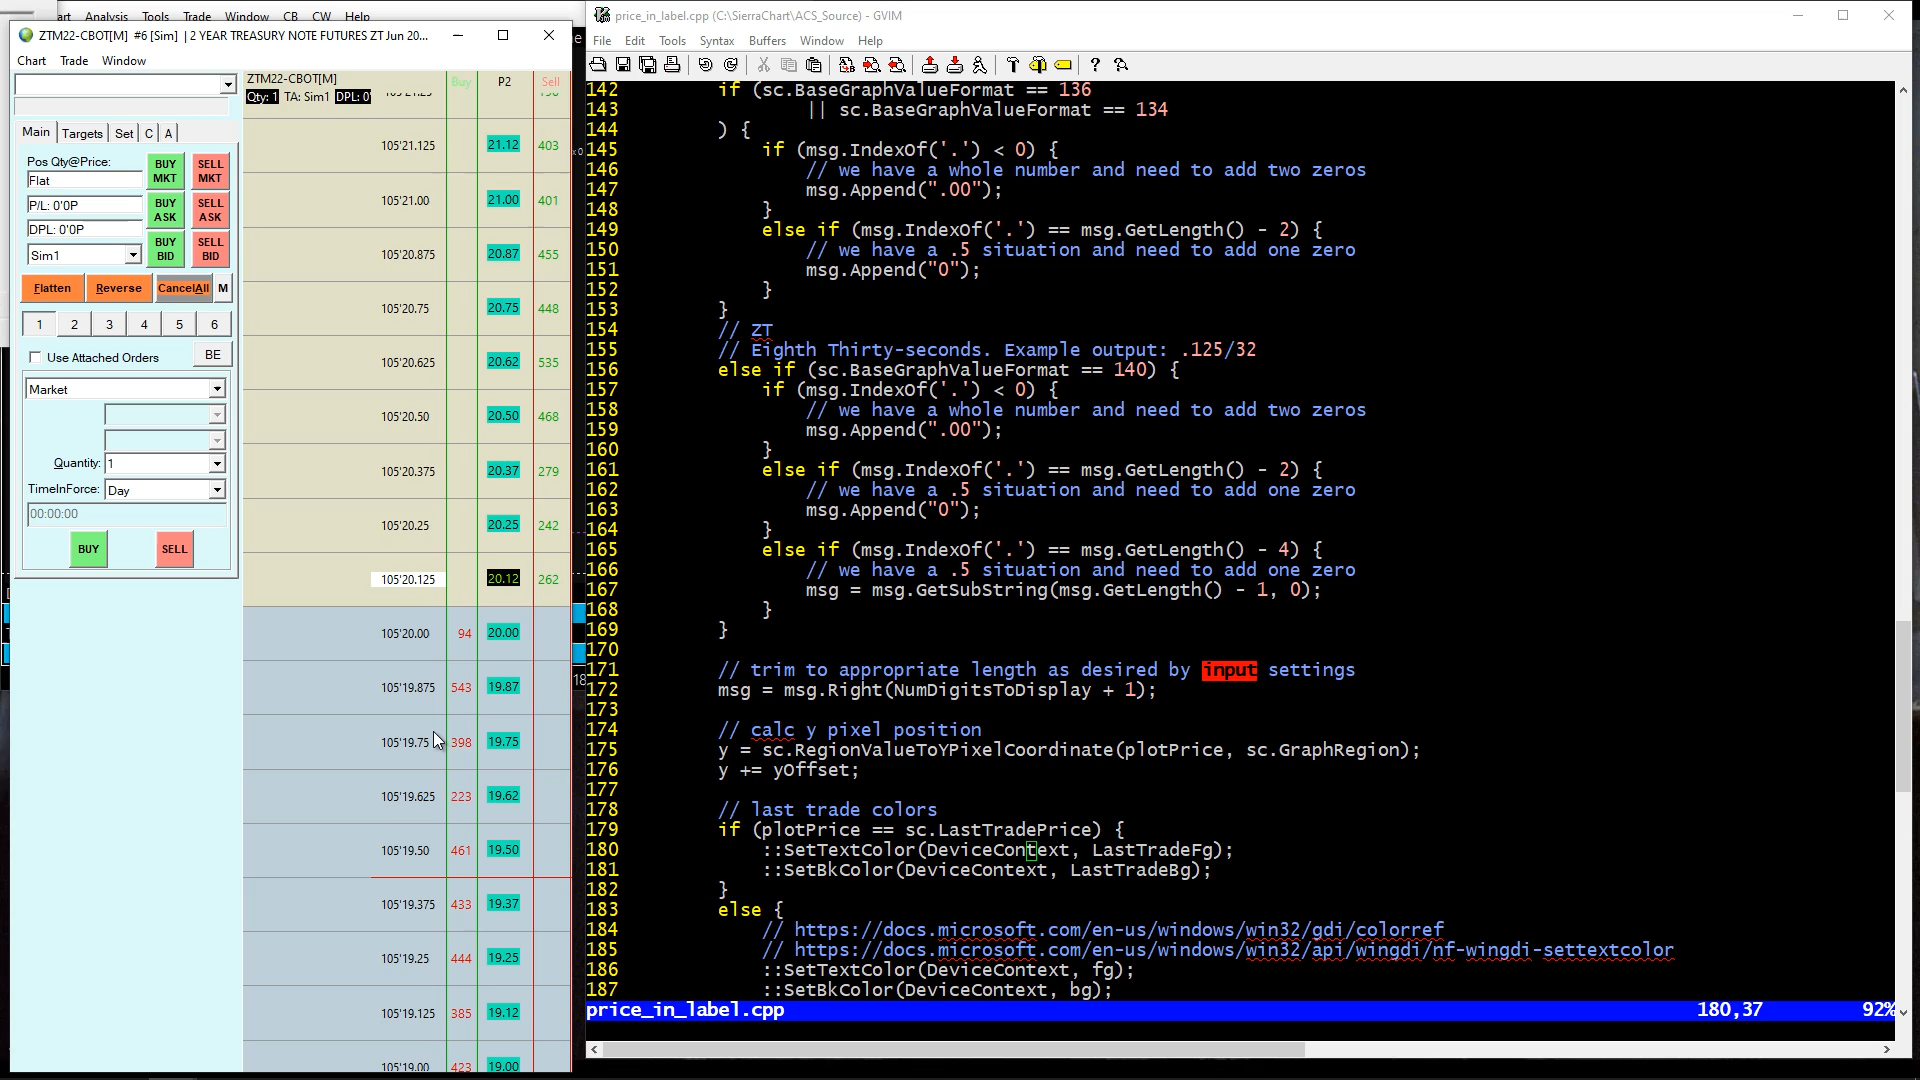 art Analysis Tools Trade Window CB CW Help
ZTM22-CBOT[M] #6 [Sim] | 2 YEAR TREASURY NOTE FUTURES ZT Jun 20...
Chart Trade Window
Main Targets Set C A
Pos Qty@Price:
Flat
BUY MKT
SELL MKT
P/L: 0'0P
BUY ASK
SELL ASK
DPL: 0'0P
Sim1
BUY BID
SELL BID
Flatten Reverse CancelAll M
1 2 3 4 5 6
Use Attached Orders BE
Market
Quantity: 1
TimeInForce: Day
00:00:00
BUY SELL
ZTM22-CBOT[M] Buy P2 Sell
Qty: 1 TA: Sim1 DPL: 0'
105'21.125 21.12 403
105'21.00 21.00 401
105'20.875 20.87 455
105'20.75 20.75 448
105'20.625 20.62 535
105'20.50 20.50 468
105'20.375 20.37 279
105'20.25 20.25 242
105'20.125 20.12 262
105'20.00 94 20.00
105'19.875 543 19.87
105'19.75 398 19.75
105'19.625 223 19.62
105'19.50 461 19.50
105'19.375 433 19.37
105'19.25 444 19.25
105'19.125 385 19.12
105'19.00 423 19.00
price_in_label.cpp (C:\SierraChart\ACS_Source) - GVIM
File Edit Tools Syntax Buffers Window Help
142 if (sc.BaseGraphValueFormat == 136
143 || sc.BaseGraphValueFormat == 134
144 ) {
145 if (msg.IndexOf('.') < 0) {
146 // we have a whole number and need to add two zeros
147 msg.Append(".00");
148 }
149 else if (msg.IndexOf('.') == msg.GetLength() - 2) {
150 // we have a .5 situation and need to add one zero
151 msg.Append("0");
152 }
153 }
154 // ZT
155 // Eighth Thirty-seconds. Example output: .125/32
156 else if (sc.BaseGraphValueFormat == 140) {
157 if (msg.IndexOf('.') < 0) {
158 // we have a whole number and need to add two zeros
159 msg.Append(".00");
160 }
161 else if (msg.IndexOf('.') == msg.GetLength() - 2) {
162 // we have a .5 situation and need to add one zero
163 msg.Append("0");
164 }
165 else if (msg.IndexOf('.') == msg.GetLength() - 4) {
166 // we have a .5 situation and need to add one zero
167 msg = msg.GetSubString(msg.GetLength() - 1, 0);
168 }
169 }
170
171 // trim to appropriate length as desired by input settings
172 msg = msg.Right(NumDigitsToDisplay + 1);
173
174 // calc y pixel position
175 y = sc.RegionValueToYPixelCoordinate(plotPrice, sc.GraphRegion);
176 y += yOffset;
177
178 // last trade colors
179 if (plotPrice == sc.LastTradePrice) {
180 ::SetTextColor(DeviceContext, LastTradeFg);
181 ::SetBkColor(DeviceContext, LastTradeBg);
182 }
183 else {
184 // https://docs.microsoft.com/en-us/windows/win32/gdi/colorref
185 // https://docs.microsoft.com/en-us/windows/win32/api/wingdi/nf-wingdi-settextcolor
186 ::SetTextColor(DeviceContext, fg);
187 ::SetBkColor(DeviceContext, bg);
price_in_label.cpp 180,37 92%